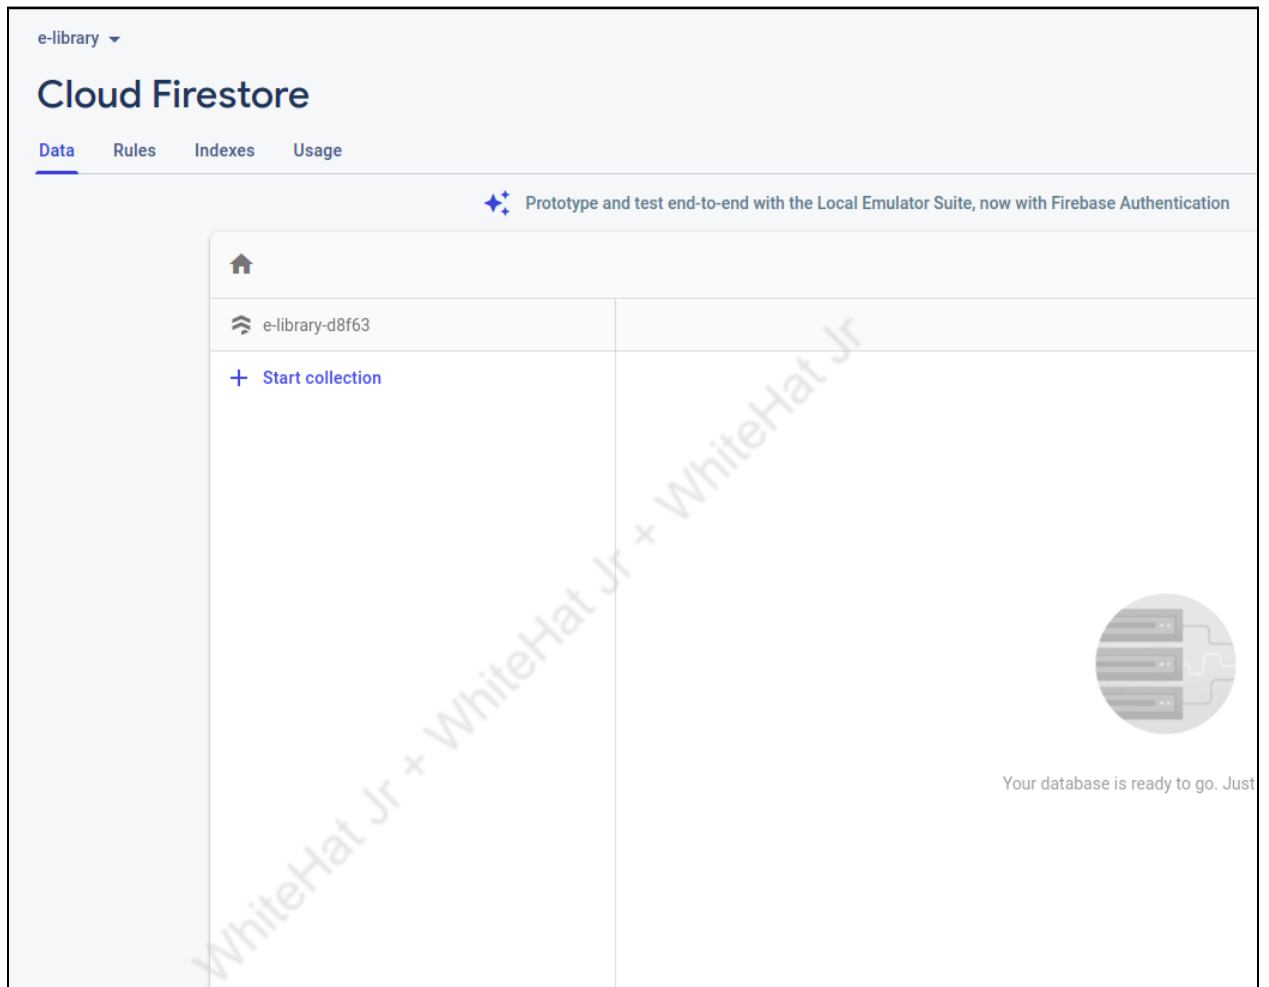 e-library
Cloud Firestore
Data Rules Indexes Usage
Prototype and test end-to-end with the Local Emulator Suite, now with Firebase Authentication
e-library-d8f63
Start collection
Your database is ready to go. Just
WhiteHat Jr + WhiteHat Jr + WhiteHat Jr